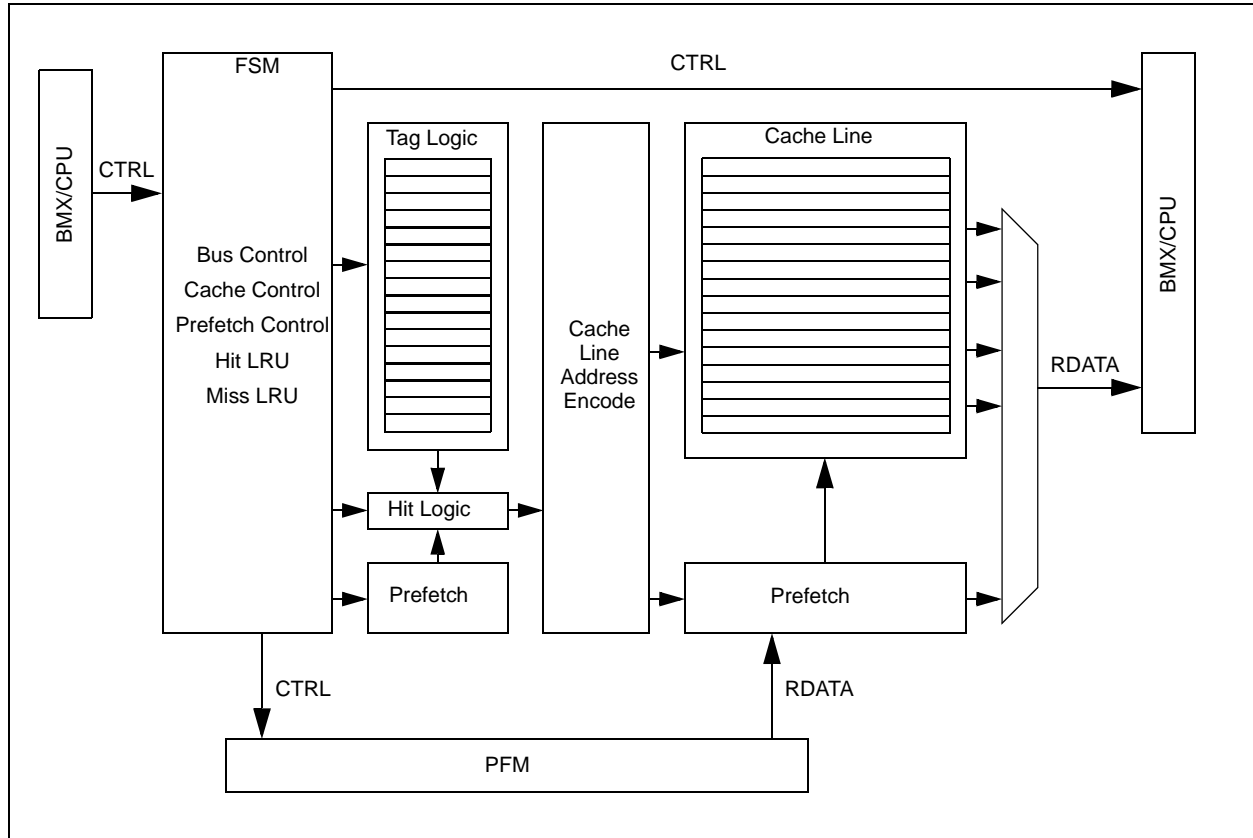 FSM
CTRL
BMX/CPU
CTRL
Bus Control
Cache Control
Prefetch Control
Hit LRU
Miss LRU
Tag Logic
Hit Logic
Prefetch
Cache
Line
Address
Encode
Cache Line
Prefetch
RDATA
BMX/CPU
CTRL
RDATA
PFM